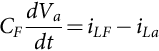 C_F dV_a/dt = i_LF − i_La